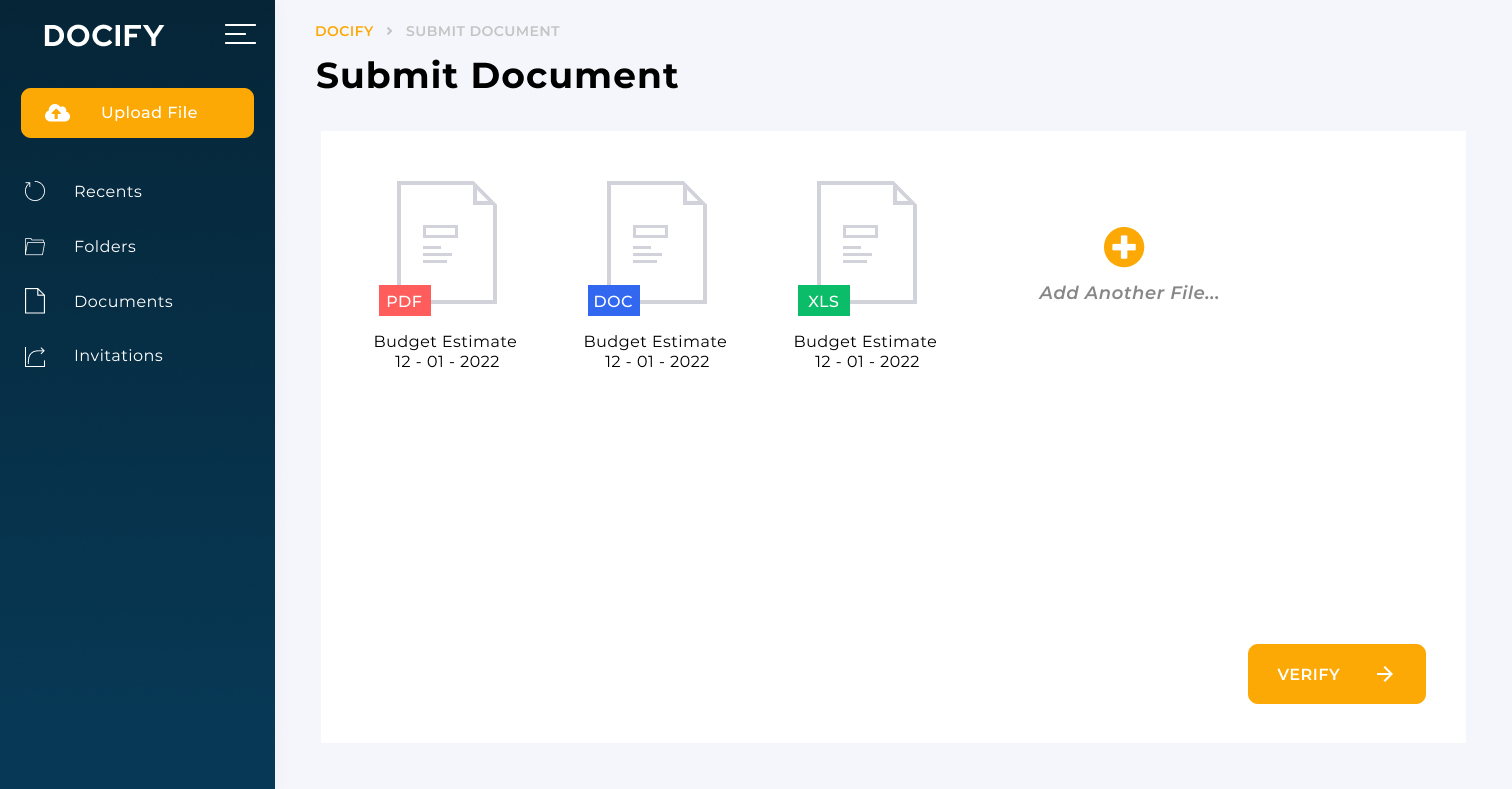 DOCIFY
Upload File
Recents
Folders
Documents
Invitations
DOCIFY > SUBMIT DOCUMENT
Submit Document
PDF
Budget Estimate
12 - 01 - 2022
DOC
Budget Estimate
12 - 01 - 2022
XLS
Budget Estimate
12 - 01 - 2022
Add Another File...
VERIFY